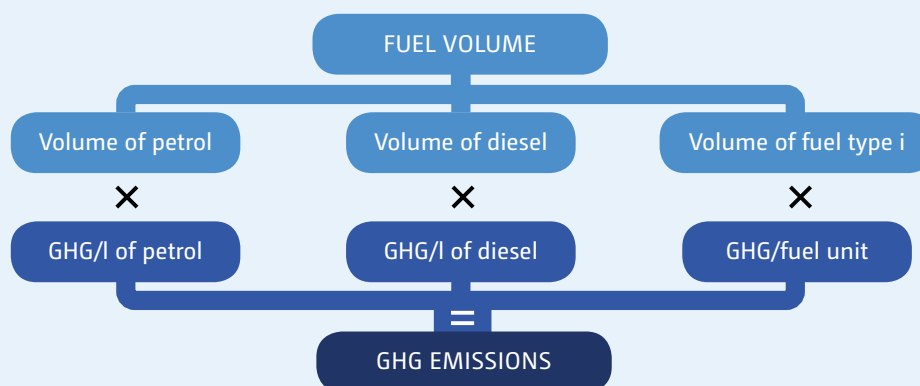 FUEL VOLUME
Volume of petrol
Volume of diesel
Volume of fuel type i
×
×
×
GHG/l of petrol
GHG/l of diesel
GHG/fuel unit
=
GHG EMISSIONS